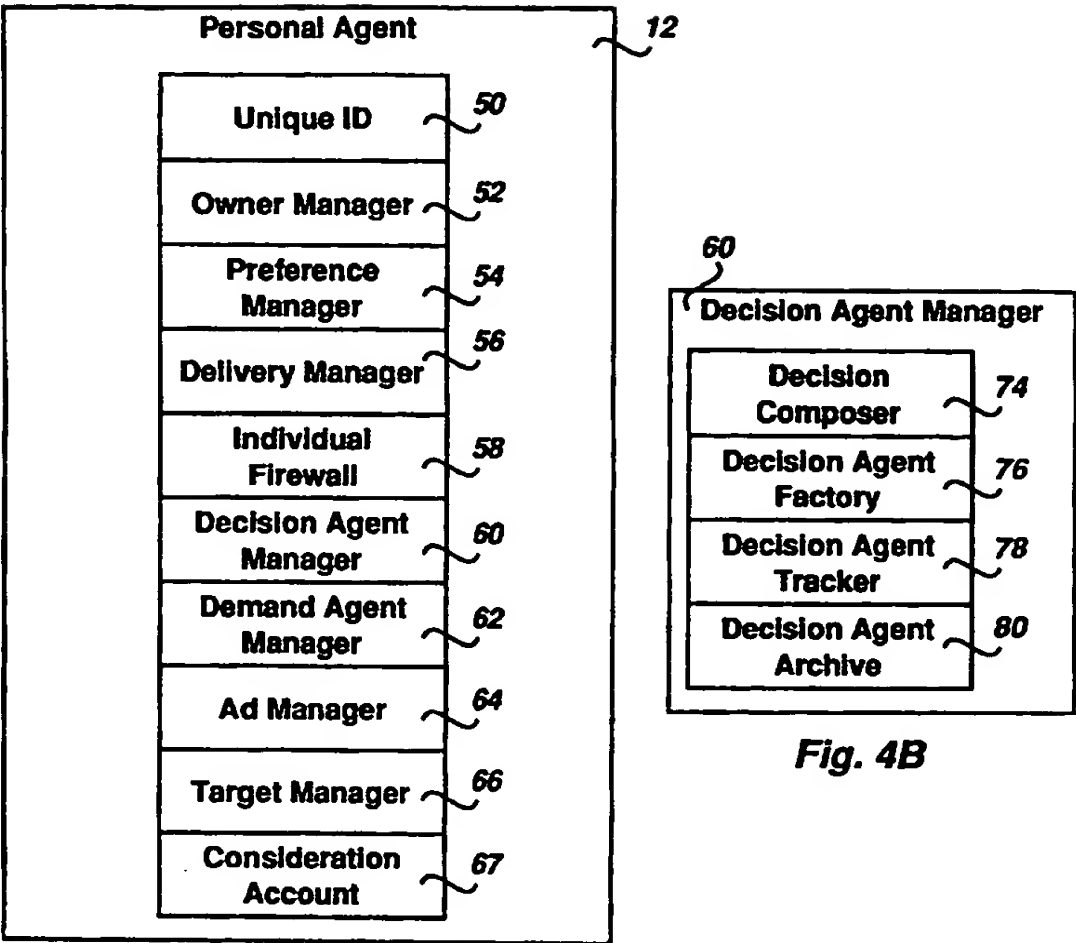 Personal Agent
12
Unique ID
50
Owner Manager
52
Preference
Manager
54
Delivery Manager
56
Individual
Firewall
58
Decision Agent
Manager
60
Demand Agent
Manager
62
Ad Manager
64
Target Manager
66
Consideration
Account
67
60
Decision Agent Manager
Decision
Composer
74
Decision Agent
Factory
76
Decision Agent
Tracker
78
Decision Agent
Archive
80
Fig. 4B